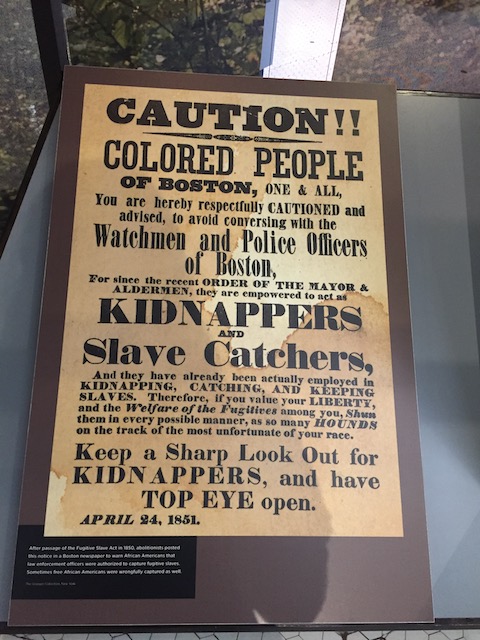 CAUTION!!
COLORED PEOPLE
OF BOSTON, ONE & ALL,
You are hereby respectfully CAUTIONED and
advised, to avoid conversing with the
Watchmen and Police Officers
of Boston,
For since the recent ORDER OF THE MAYOR &
ALDERMEN, they are empowered to act as
KIDNAPPERS
AND
Slave Catchers,
And they have already been actually employed in
KIDNAPPING, CATCHING, AND KEEPING
SLAVES. Therefore, if you value your LIBERTY,
and the Welfare of the Fugitives among you, Shun
them in every possible manner, as so many HOUNDS
on the track of the most unfortunate of your race.
Keep a Sharp Look Out for
KIDNAPPERS, and have
TOP EYE open.
APRIL 24, 1851.
After passage of the Fugitive Slave Act in 1850, abolitionists posted
this notice in a Boston newspaper to warn African Americans that
law enforcement officers were authorized to capture fugitive slaves.
Sometimes free African Americans were wrongfully captured as well.